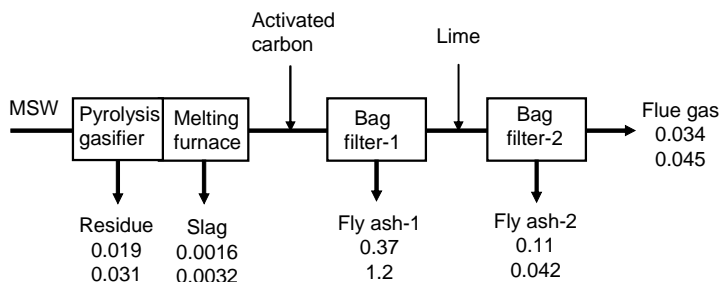 Activated
carbon
Lime
MSW
Pyrolysis
gasifier
Melting
furnace
Bag
filter-1
Bag
filter-2
Flue gas
0.034
0.045
Residue
0.019
0.031
Slag
0.0016
0.0032
Fly ash-1
0.37
1.2
Fly ash-2
0.11
0.042